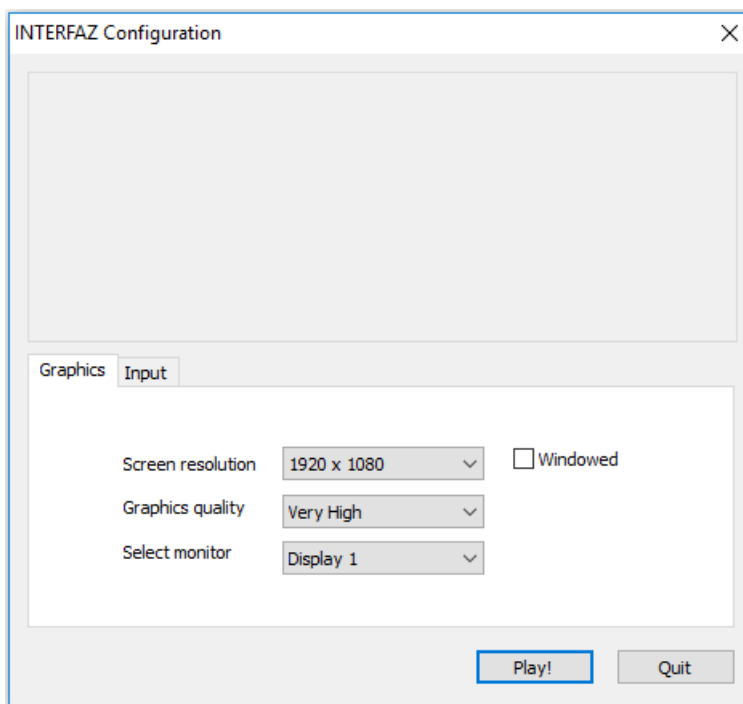 INTERFAZ Configuration
Graphics Input
Screen resolution 1920 x 1080 Windowed
Graphics quality Very High
Select monitor Display 1
Play! Quit